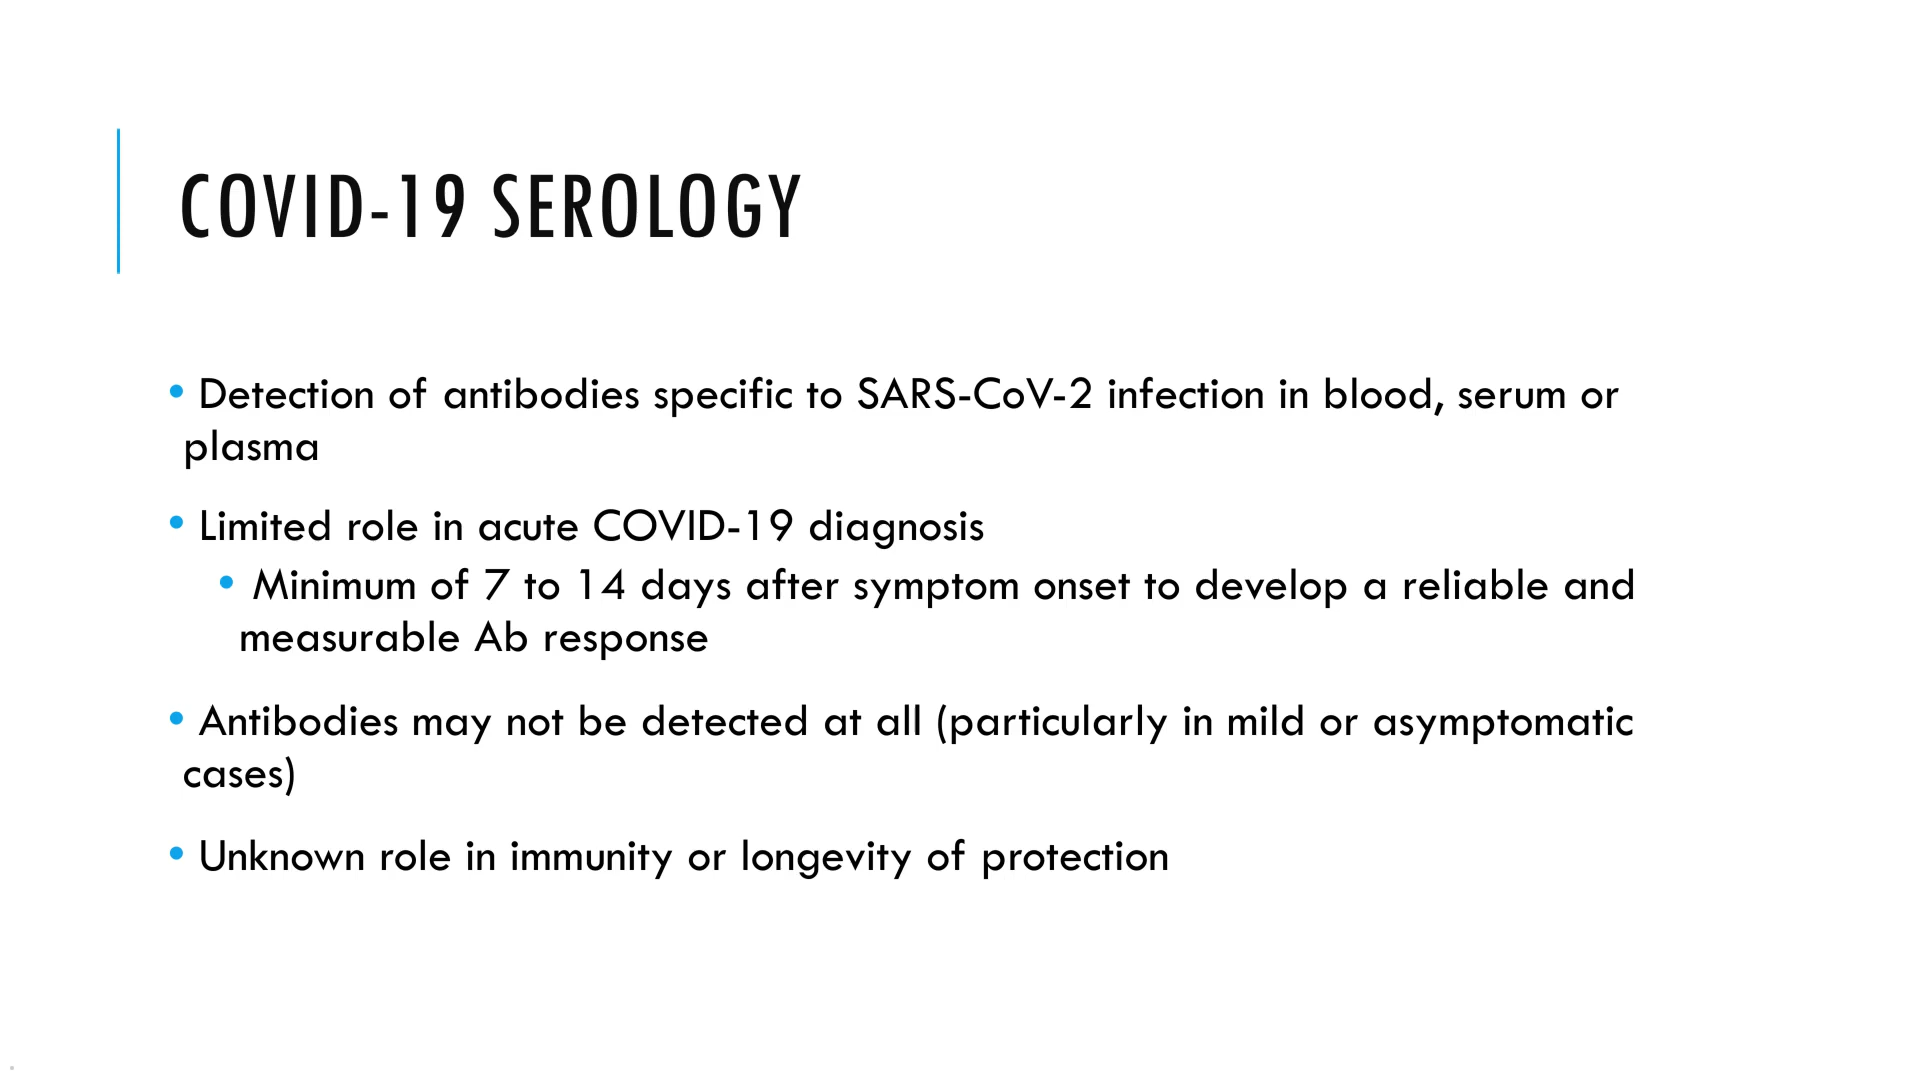 COVID-19 SEROLOGY
• Detection of antibodies specific to SARS-CoV-2 infection in blood, serum or
plasma
• Limited role in acute COVID-19 diagnosis
• Minimum of 7 to 14 days after symptom onset to develop a reliable and
measurable Ab response
• Antibodies may not be detected at all (particularly in mild or asymptomatic
cases)
• Unknown role in immunity or longevity of protection